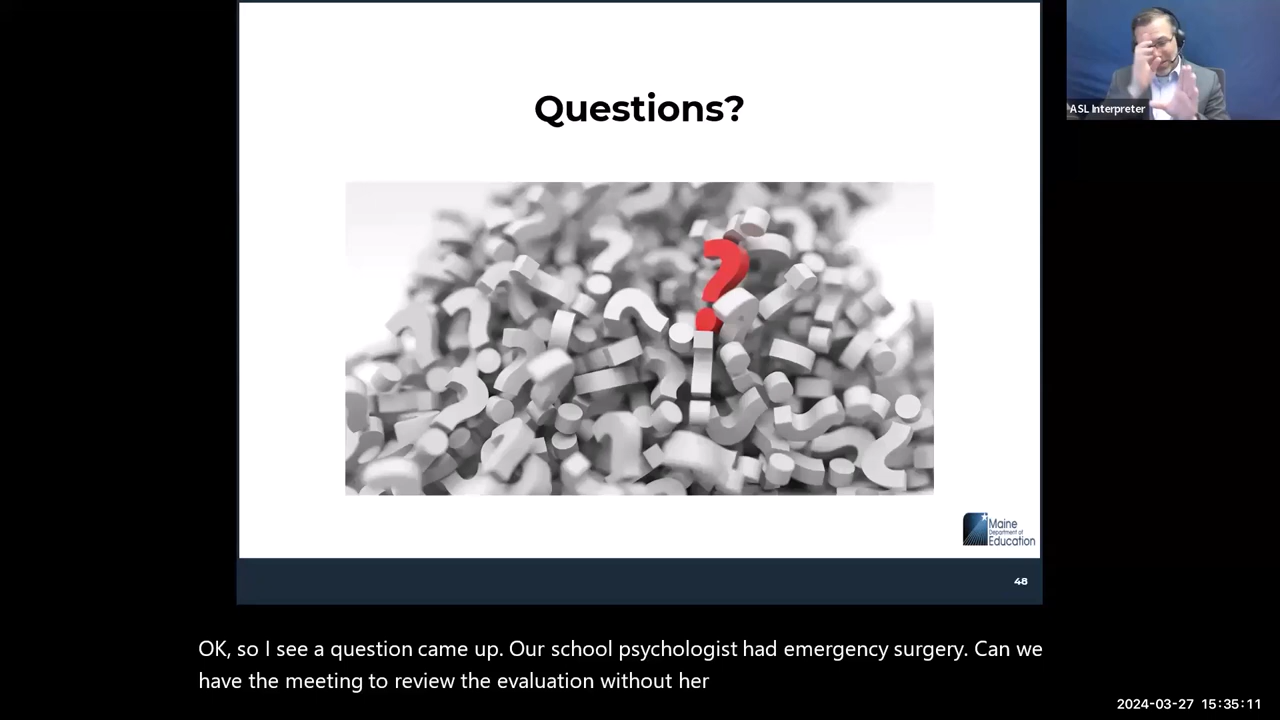 Questions?
ASL Interpreter
Maine
Department of
Education
48
OK, so I see a question came up. Our school psychologist had emergency surgery. Can we
have the meeting to review the evaluation without her
2024-03-27 15:35:11